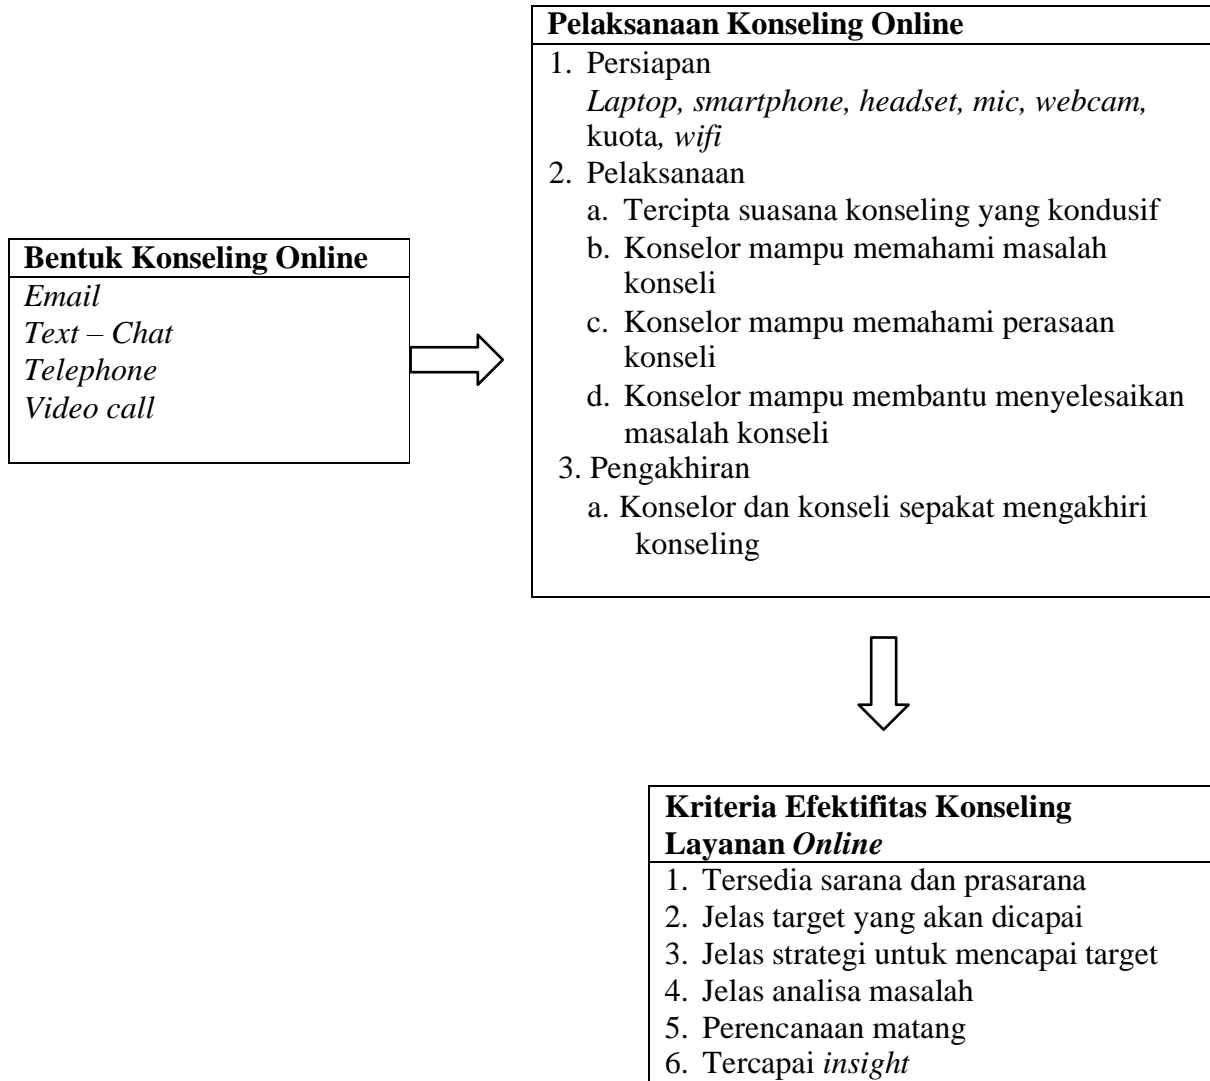 Bentuk Konseling Online
Email
Text – Chat
Telephone
Video call
Pelaksanaan Konseling Online
1. Persiapan
Laptop, smartphone, headset, mic, webcam,
kuota, wifi
2. Pelaksanaan
a. Tercipta suasana konseling yang kondusif
b. Konselor mampu memahami masalah
konseli
c. Konselor mampu memahami perasaan
konseli
d. Konselor mampu membantu menyelesaikan
masalah konseli
3. Pengakhiran
a. Konselor dan konseli sepakat mengakhiri
konseling
Kriteria Efektifitas Konseling
Layanan Online
1. Tersedia sarana dan prasarana
2. Jelas target yang akan dicapai
3. Jelas strategi untuk mencapai target
4. Jelas analisa masalah
5. Perencanaan matang
6. Tercapai insight